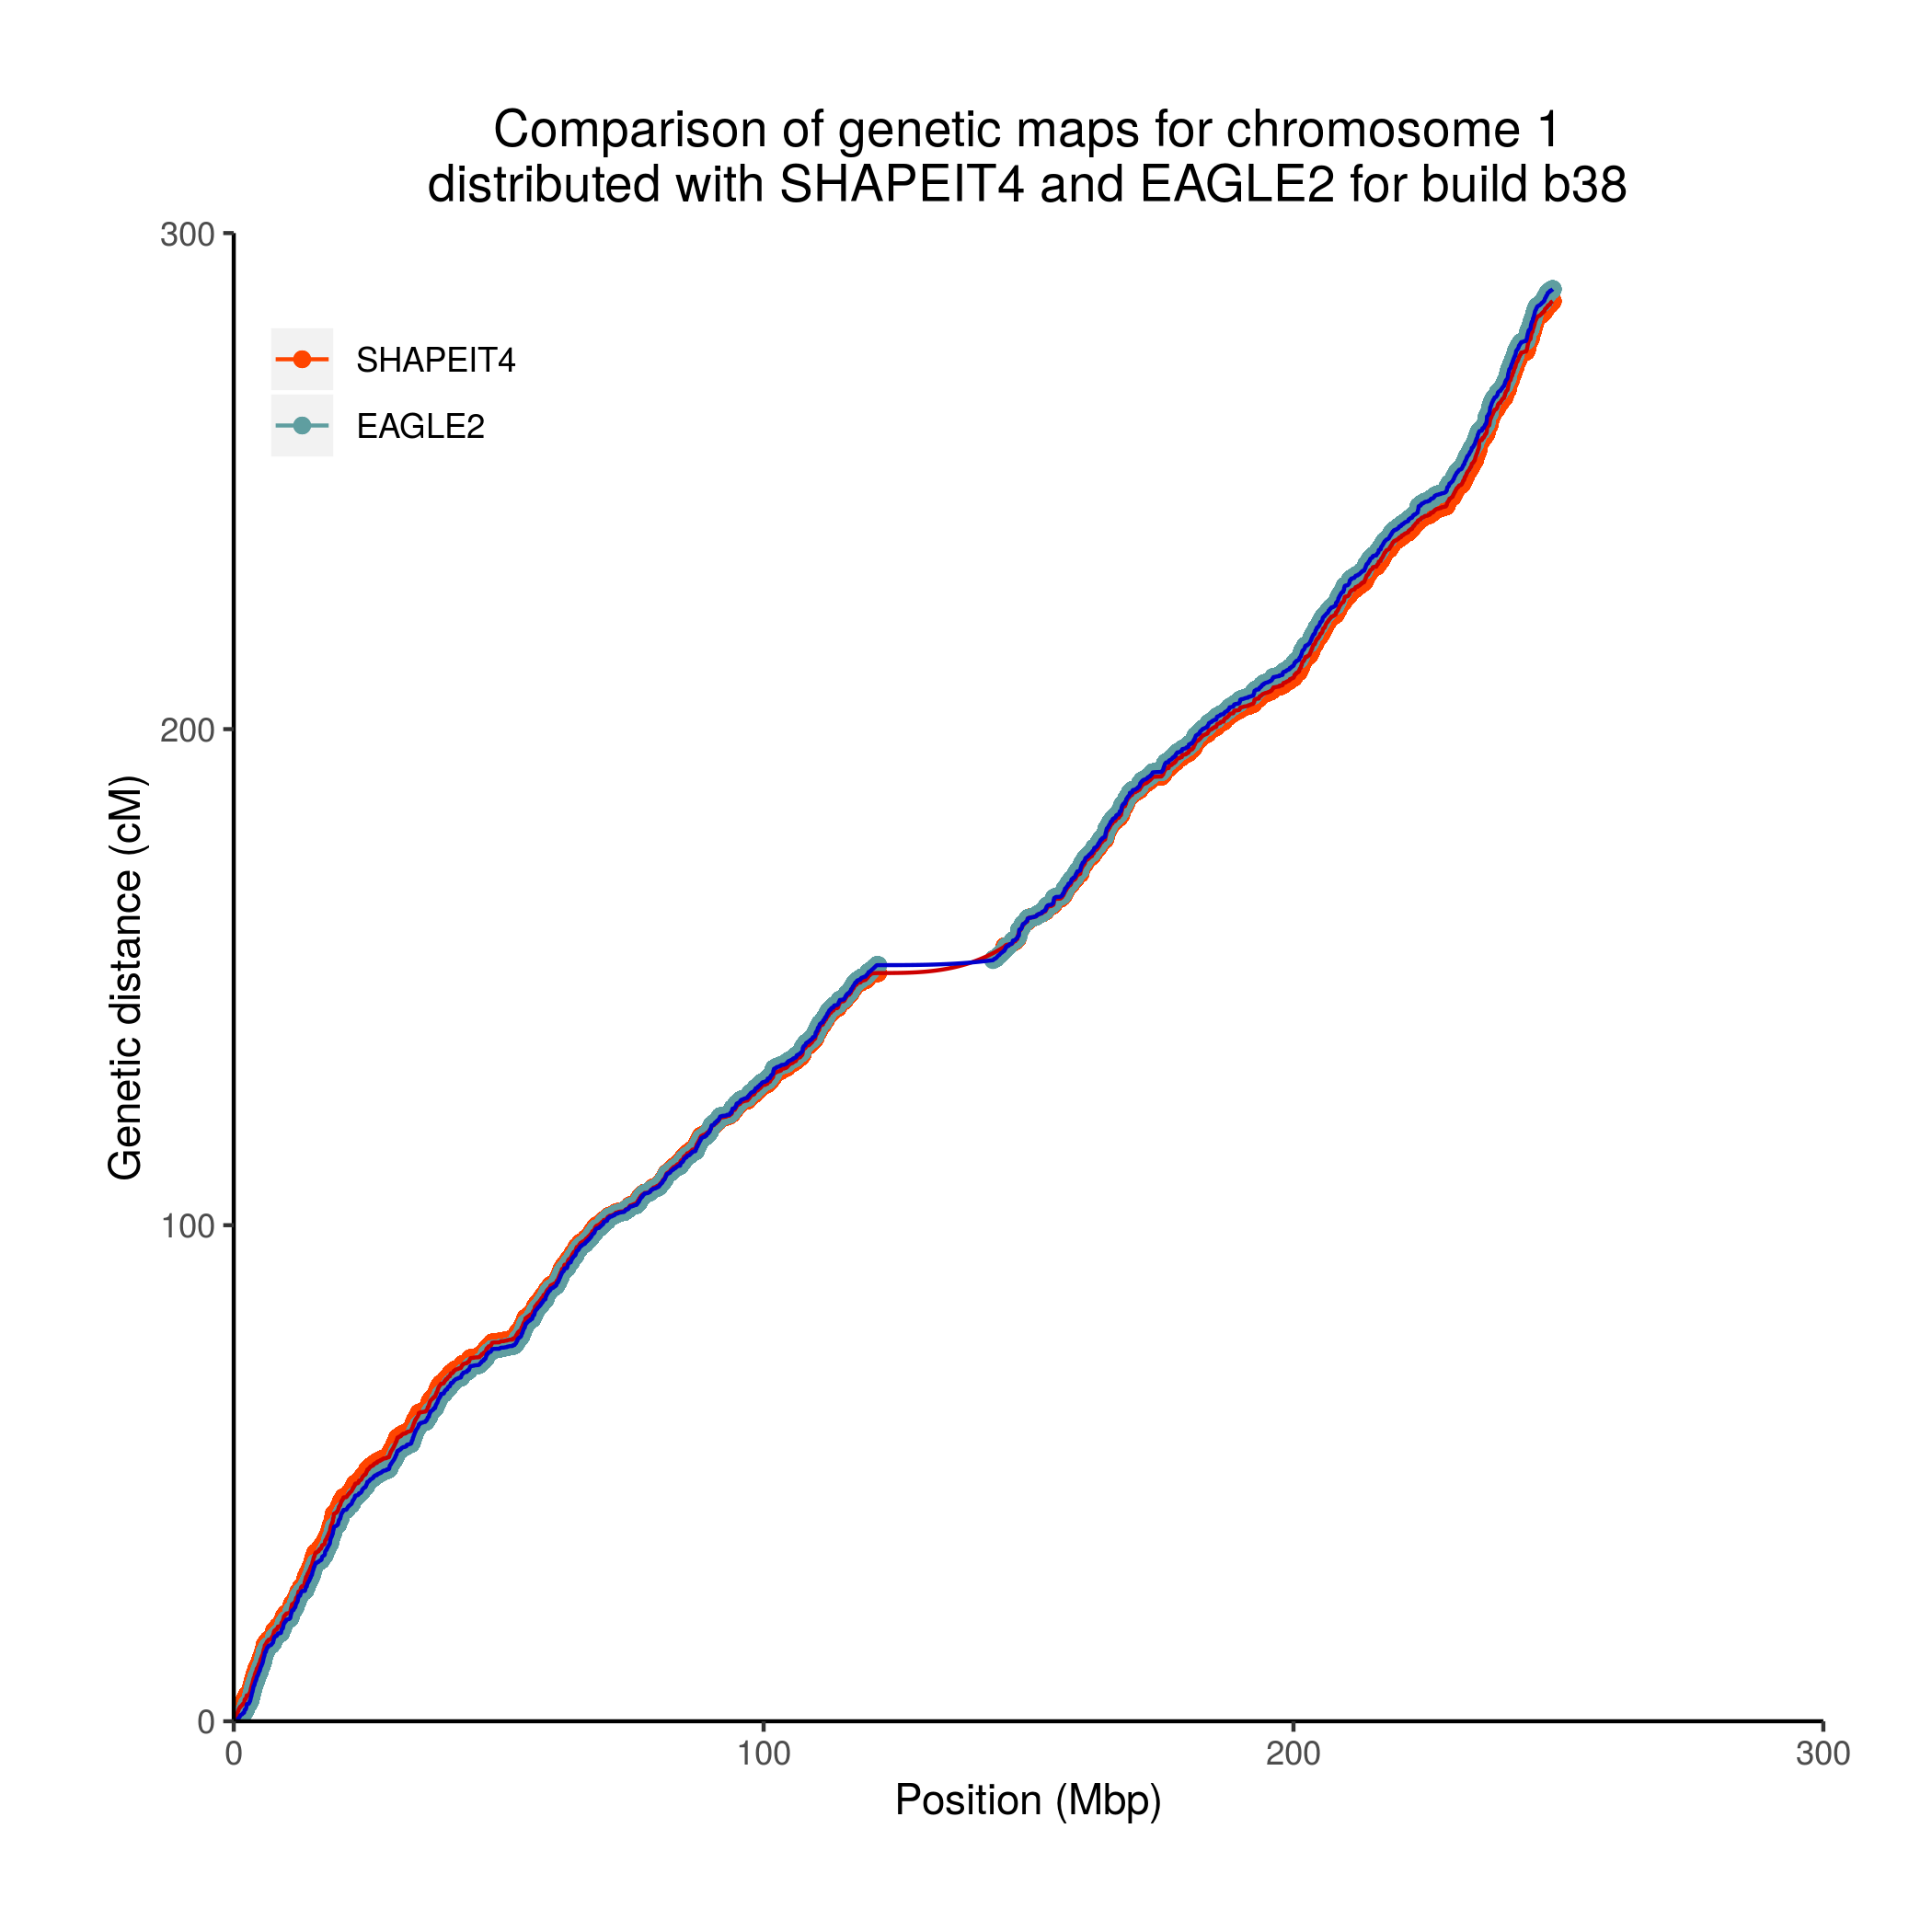 Comparison of genetic maps for chromosome 1
distributed with SHAPEIT4 and EAGLE2 for build b38
300
200
100
0
Genetic distance (cM)
SHAPEIT4
EAGLE2
0
100
200
300
Position (Mbp)